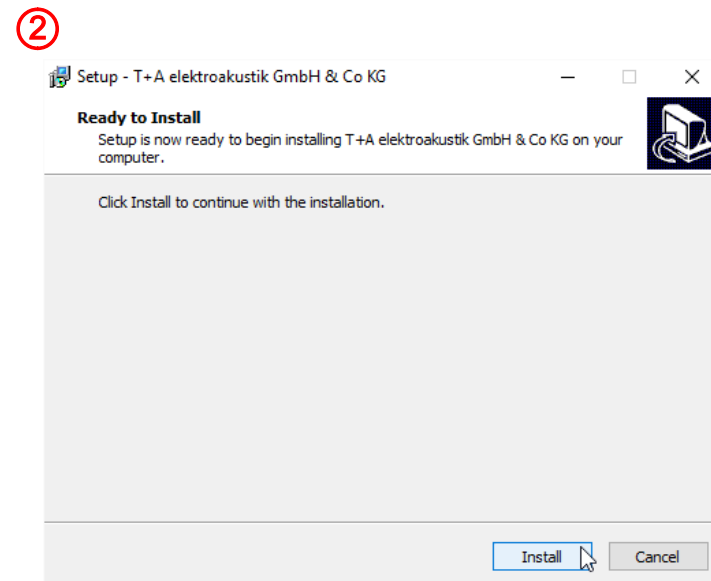 ②
Setup - T+A elektroakustik GmbH & Co KG
Ready to Install
Setup is now ready to begin installing T+A elektroakustik GmbH & Co KG on your
computer.
Click Install to continue with the installation.
Install
Cancel